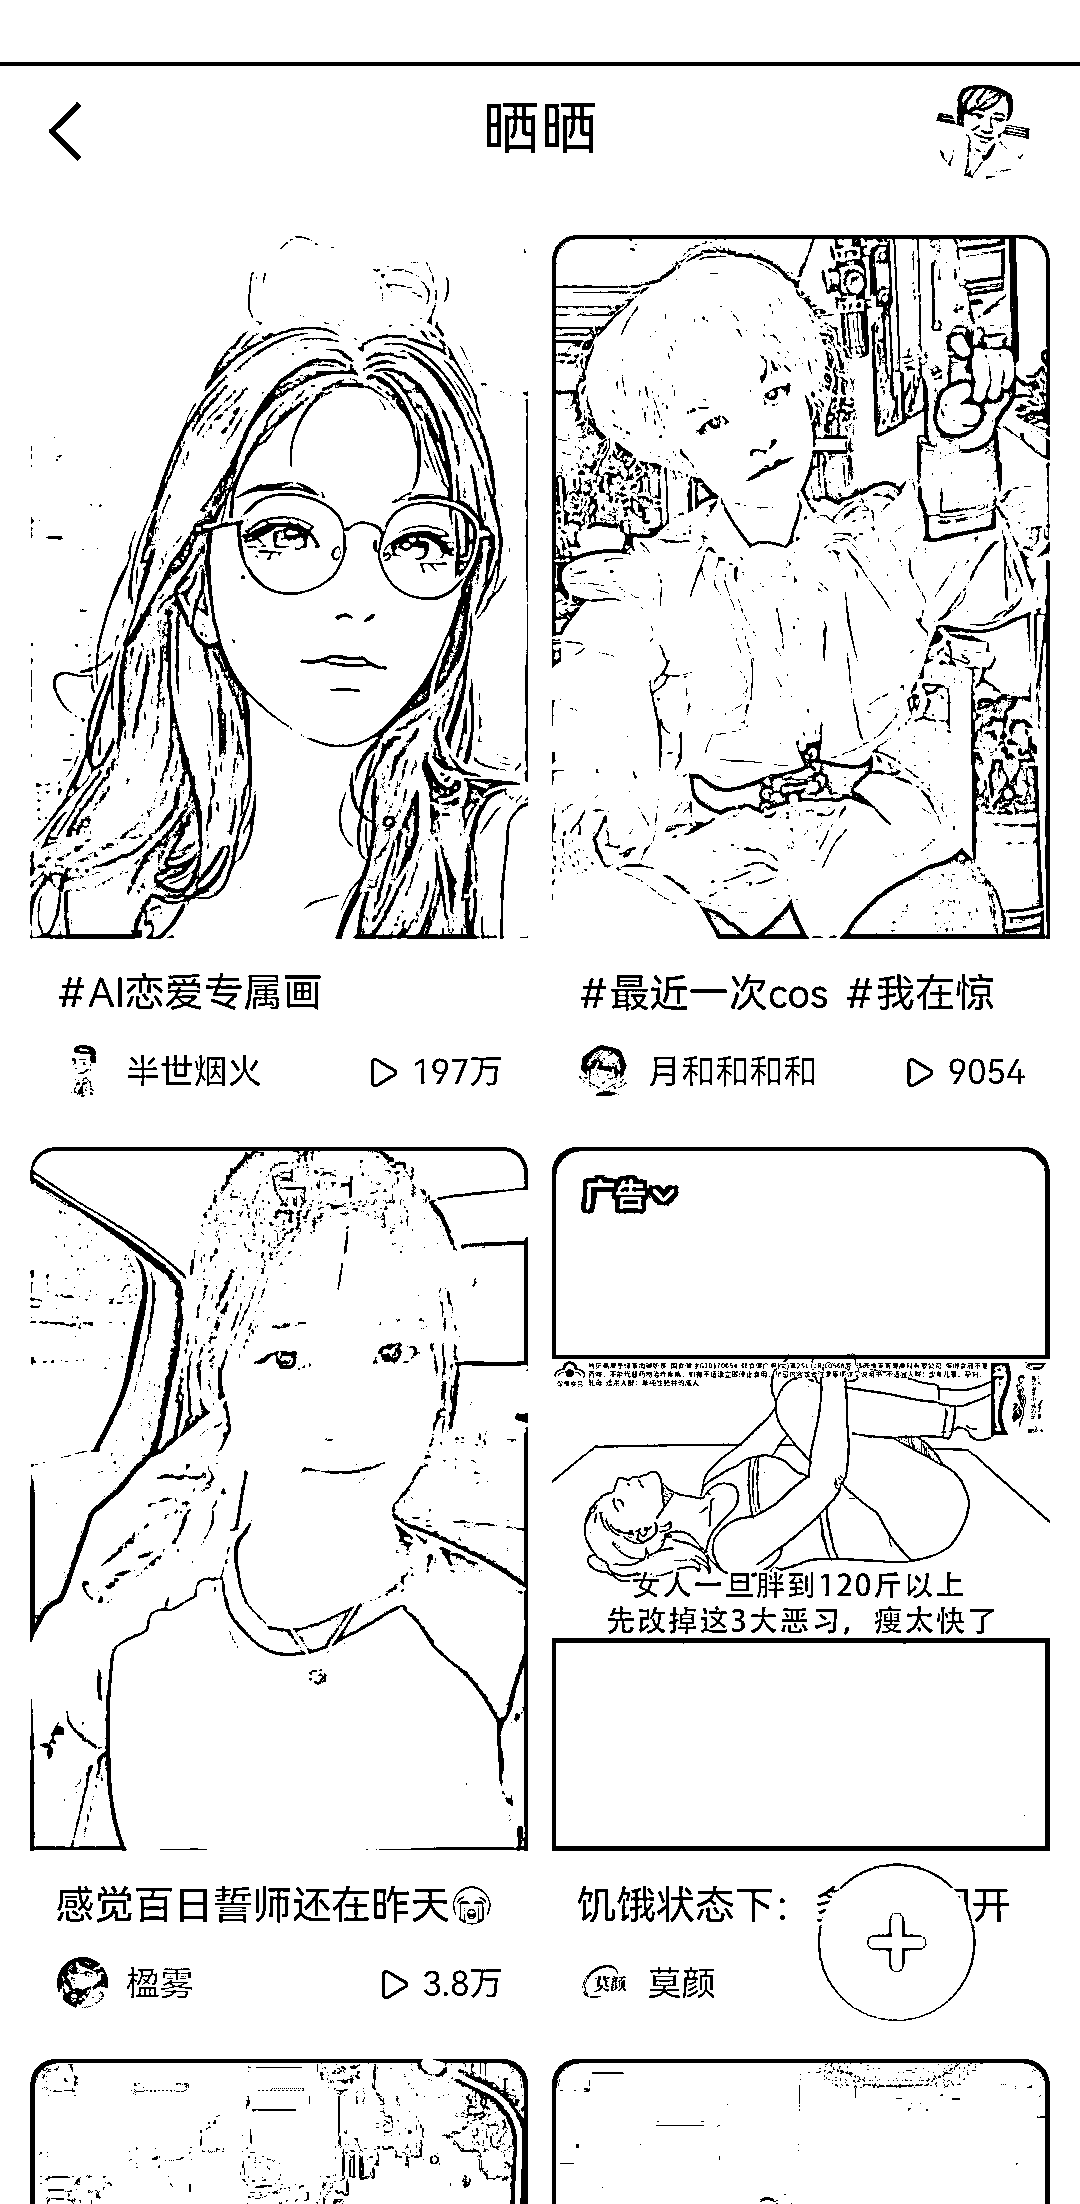 晒晒
#AI恋爱专属画
半世烟火
197万
#最近一次cos #我在惊
月和和和和
9054
广告
女人一旦胖到120斤以上
先改掉这3大恶习，瘦太快了
感觉百日誓师还在昨天😭
楹雾
3.8万
饥饿状态下：
开
莫颜
莫颜